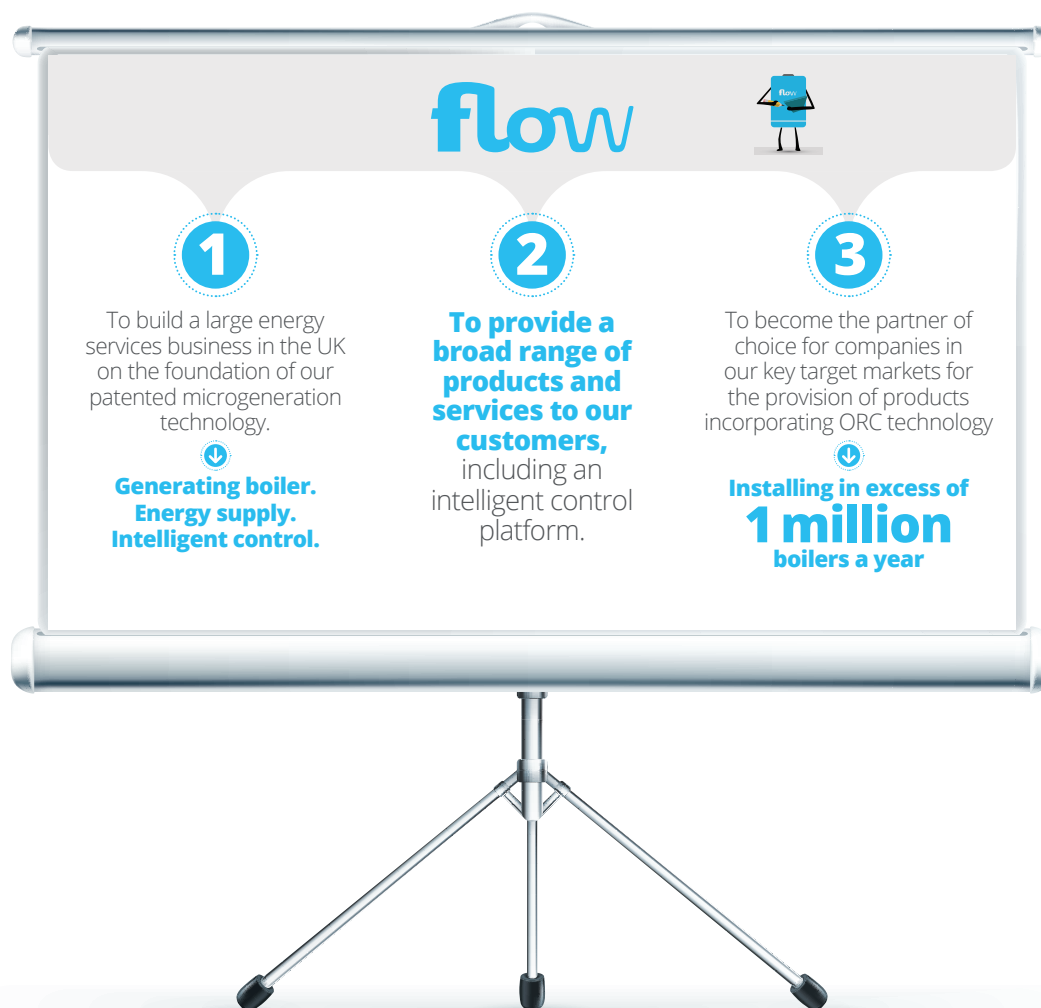 flow
flow
1
To build a large energy
services business in the UK
on the foundation of our
patented microgeneration
technology.
Generating boiler.
Energy supply.
Intelligent control.
2
To provide a
broad range of
products and
services to our
customers,
including an
intelligent control
platform.
3
To become the partner of
choice for companies in
our key target markets for
the provision of products
incorporating ORC technology
Installing in excess of
1 million
boilers a year